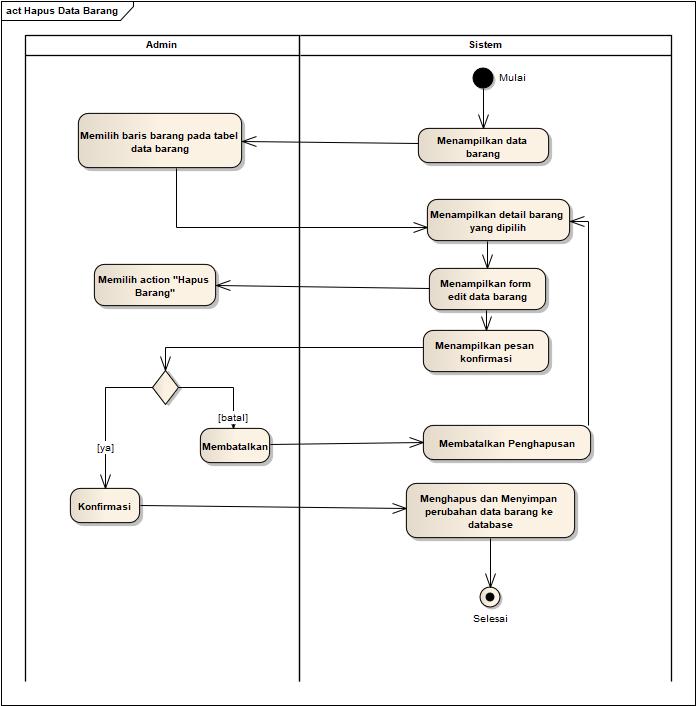 act Hapus Data Barang
Admin
Sistem
Mulai
Menampilkan data
barang
Memilih baris barang pada tabel
data barang
Menampilkan detail barang
yang dipilih
Menampilkan form
edit data barang
Memilih action "Hapus
Barang"
Menampilkan pesan
konfirmasi
[batal]
[ya]
Membatalkan
Membatalkan Penghapusan
Konfirmasi
Menghapus dan Menyimpan
perubahan data barang ke
database
Selesai